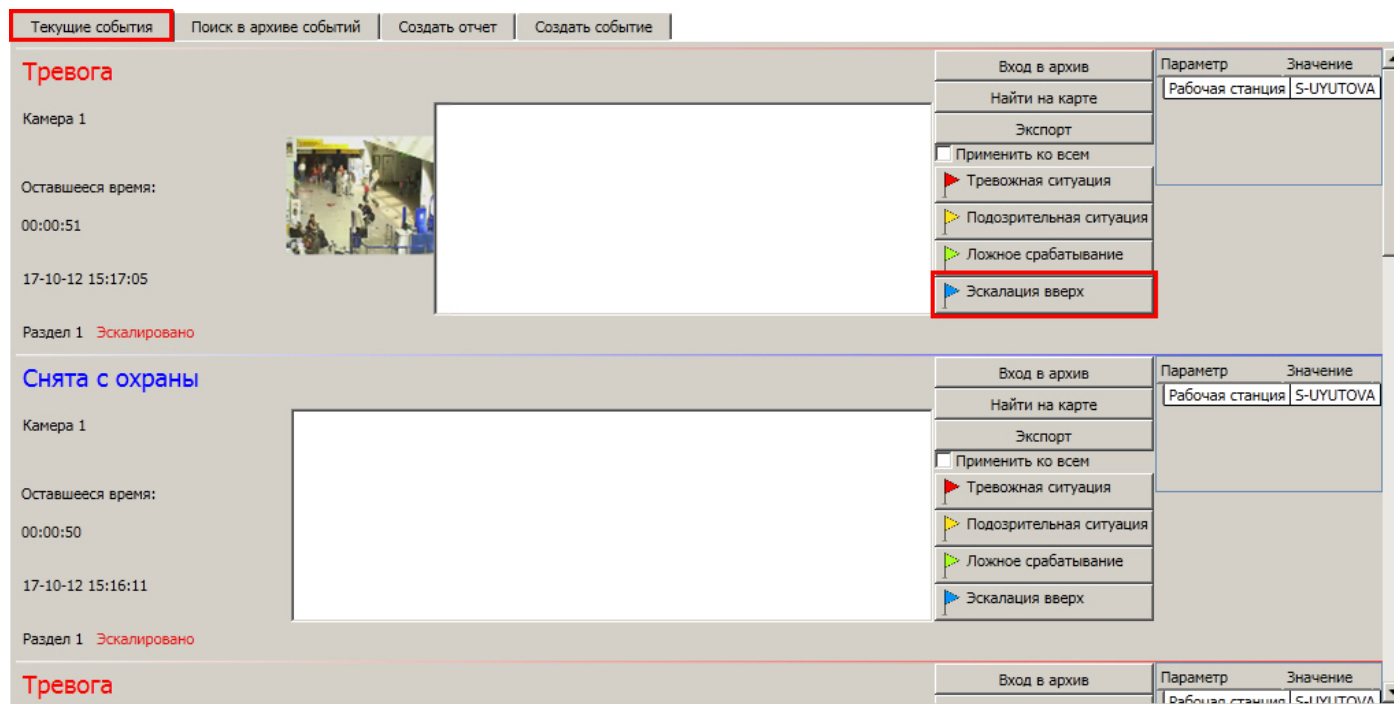 Текущие события Поиск в архиве событий Создать отчет Создать событие
Тревога
Камера 1
Оставшееся время:
00:00:51
17-10-12 15:17:05
Раздел 1 Эскалировано
Вход в архив
Найти на карте
Экспорт
Применить ко всем
Тревожная ситуация
Подозрительная ситуация
Ложное срабатывание
Эскалация вверх
Параметр Значение
Рабочая станция S-UYUTOVA
Снята с охраны
Камера 1
Оставшееся время:
00:00:50
17-10-12 15:16:11
Раздел 1 Эскалировано
Вход в архив
Найти на карте
Экспорт
Применить ко всем
Тревожная ситуация
Подозрительная ситуация
Ложное срабатывание
Эскалация вверх
Параметр Значение
Рабочая станция S-UYUTOVA
Тревога
Вход в архив
Параметр Значение
Рабочая станция S-UYUTOVA